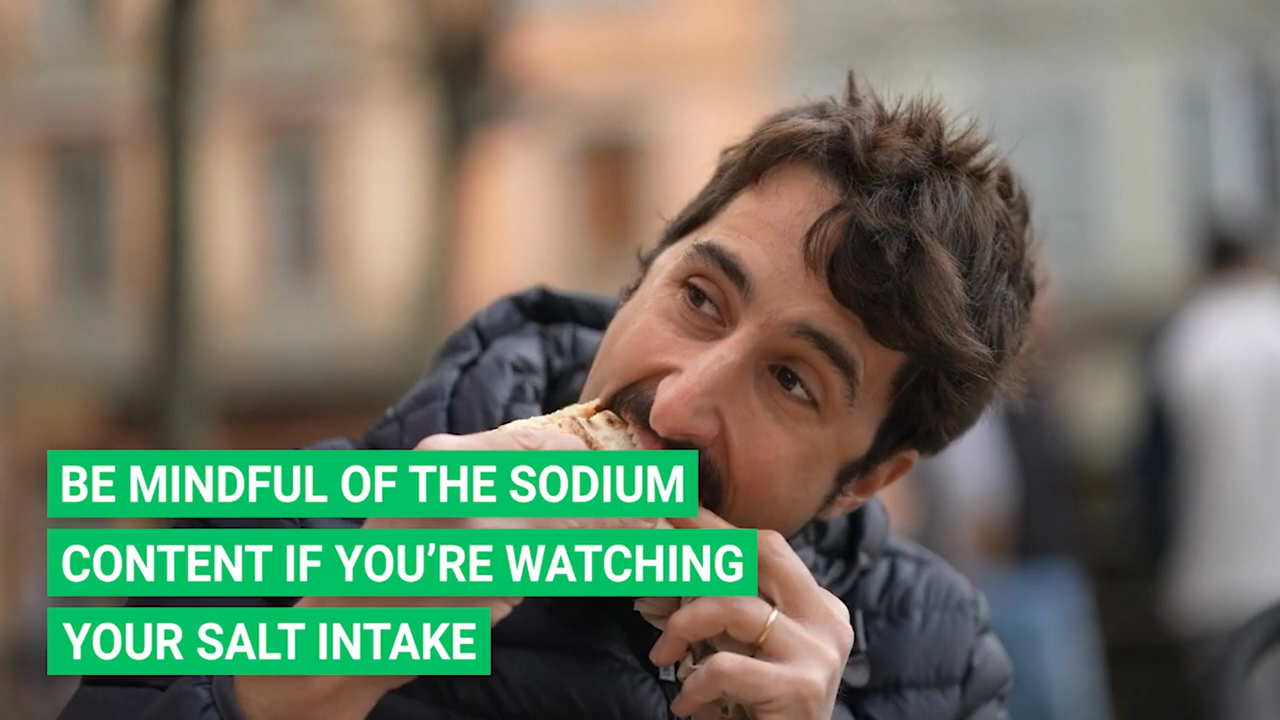 BE MINDFUL OF THE SODIUM
CONTENT IF YOU’RE WATCHING
YOUR SALT INTAKE